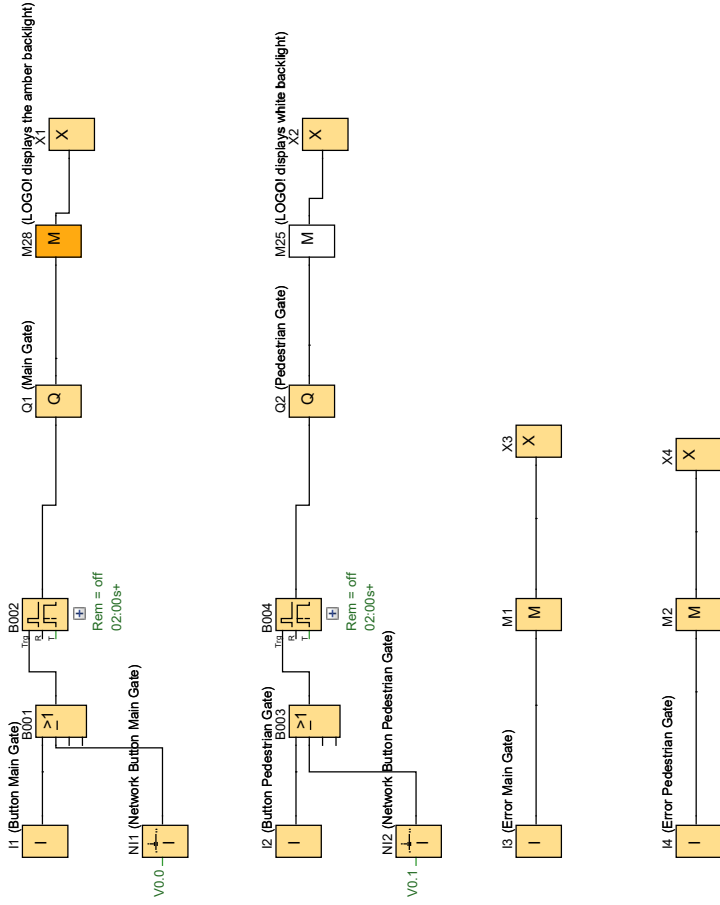 I1 (Button Main Gate)
I
B001
>1
B002
Trg
R
T
+
Rem = off
02:00s+
Q1 (Main Gate)
Q
M28 (LOGO! displays the amber backlight)
M
X1
X
V0.0
NI1 (Network Button Main Gate)
I
I2 (Button Pedestrian Gate)
I
B003
>1
B004
Trg
R
T
+
Rem = off
02:00s+
Q2 (Pedestrian Gate)
Q
M25 (LOGO! displays white backlight)
M
X2
X
V0.1
NI2 (Network Button Pedestrian Gate)
I
I3 (Error Main Gate)
I
M1
M
X3
X
I4 (Error Pedestrian Gate)
I
M2
M
X4
X